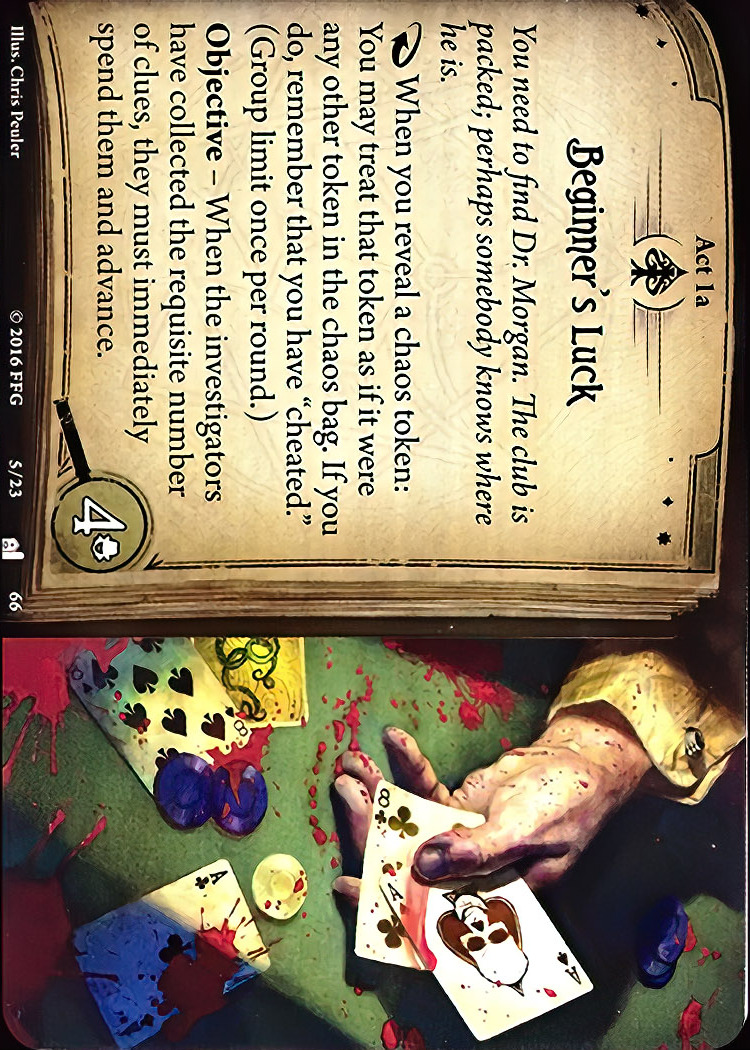 Act 1a
Beginner's Luck
You need to find Dr. Morgan. The club is
packed; perhaps somebody knows where
he is.
When you reveal a chaos token:
You may treat that token as if it were
any other token in the chaos bag. If you
do, remember that you have “cheated.”
(Group limit once per round.)
Objective – When the investigators
have collected the requisite number
of clues, they must immediately
spend them and advance.
4
Illus. Chris Peuler
© 2016 FFG
5/23
66
A
8
A
8
A